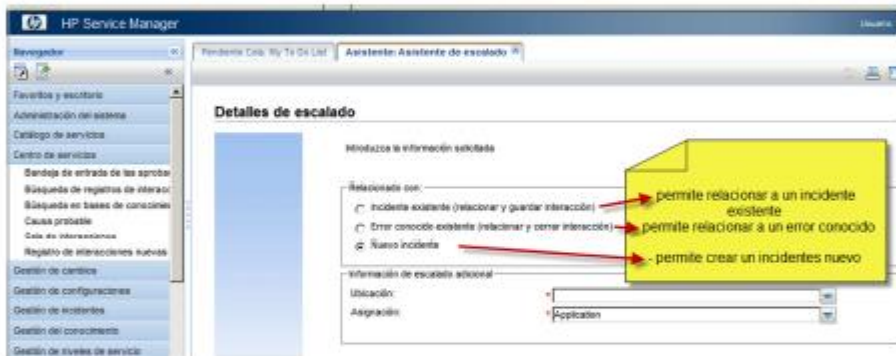 HP Service Manager
Usuario:
Navegador
Pendiente Cola: My To Do List
Asistente: Asistente de escalado
Favoritos y escritorio
Administración del sistema
Catálogo de servicios
Centro de servicios
Bandeja de entrada de las aproba
Búsqueda de registros de interacc
Búsqueda en bases de conocimie
Causa probable
Cola de interacciones
Registro de interacciones nuevas
Gestión de cambios
Gestión de configuraciones
Gestión de incidentes
Gestión del conocimiento
Gestión de niveles de servicio
Detalles de escalado
Introduzca la información solicitada
Relacionado con:
Incidente existente (relacionar y guardar interacción)
Error conocido existente (relacionar y cerrar interacción)
Nuevo incidente
Información de escalado adicional
Ubicación:
Asignación:
Application
permite relacionar a un incidente
existente
permite relacionar a un error conocido
- permite crear un incidentes nuevo